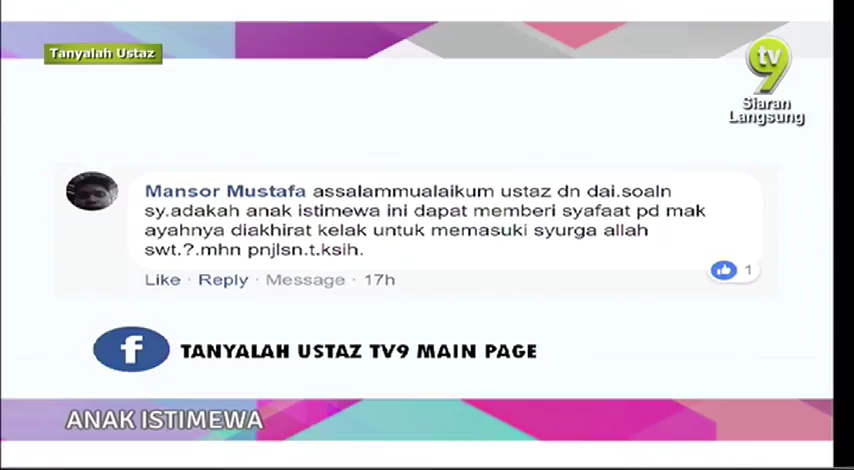 Tanyalah Ustaz
tv
9
Siaran
Langsung
Mansor Mustafa assalammualaikum ustaz dn dai.soaln
sy.adakah anak istimewa ini dapat memberi syafaat pd mak
ayahnya diakhirat kelak untuk memasuki syurga allah
swt.?.mhn pnjlsn.t.ksih.
Like · Reply · Message · 17h
1
f TANYALAH USTAZ TV9 MAIN PAGE
ANAK ISTIMEWA